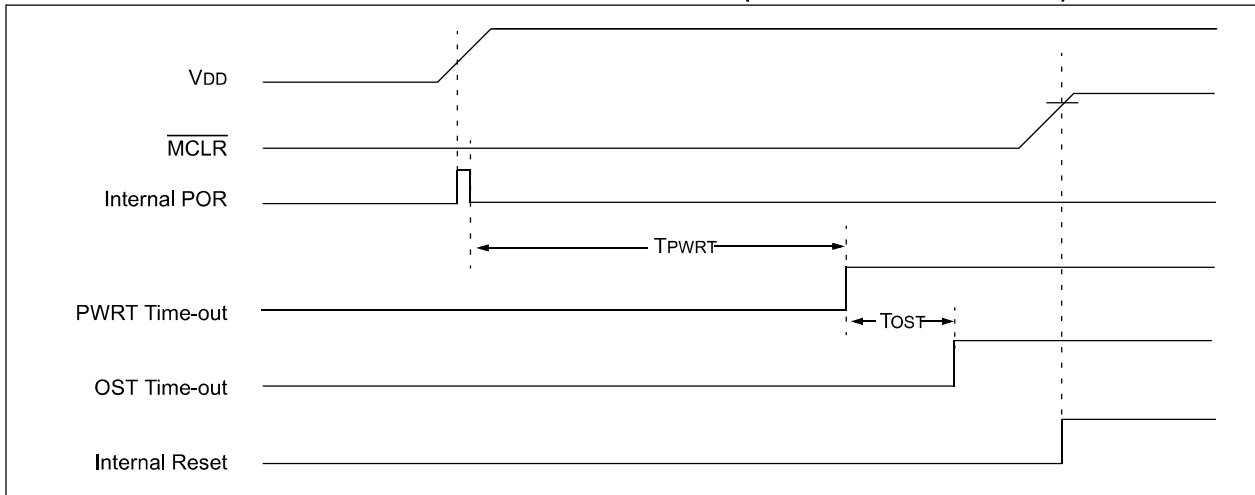 VDD
MCLR
Internal POR
TPWRT
PWRT Time-out
TOST
OST Time-out
Internal Reset